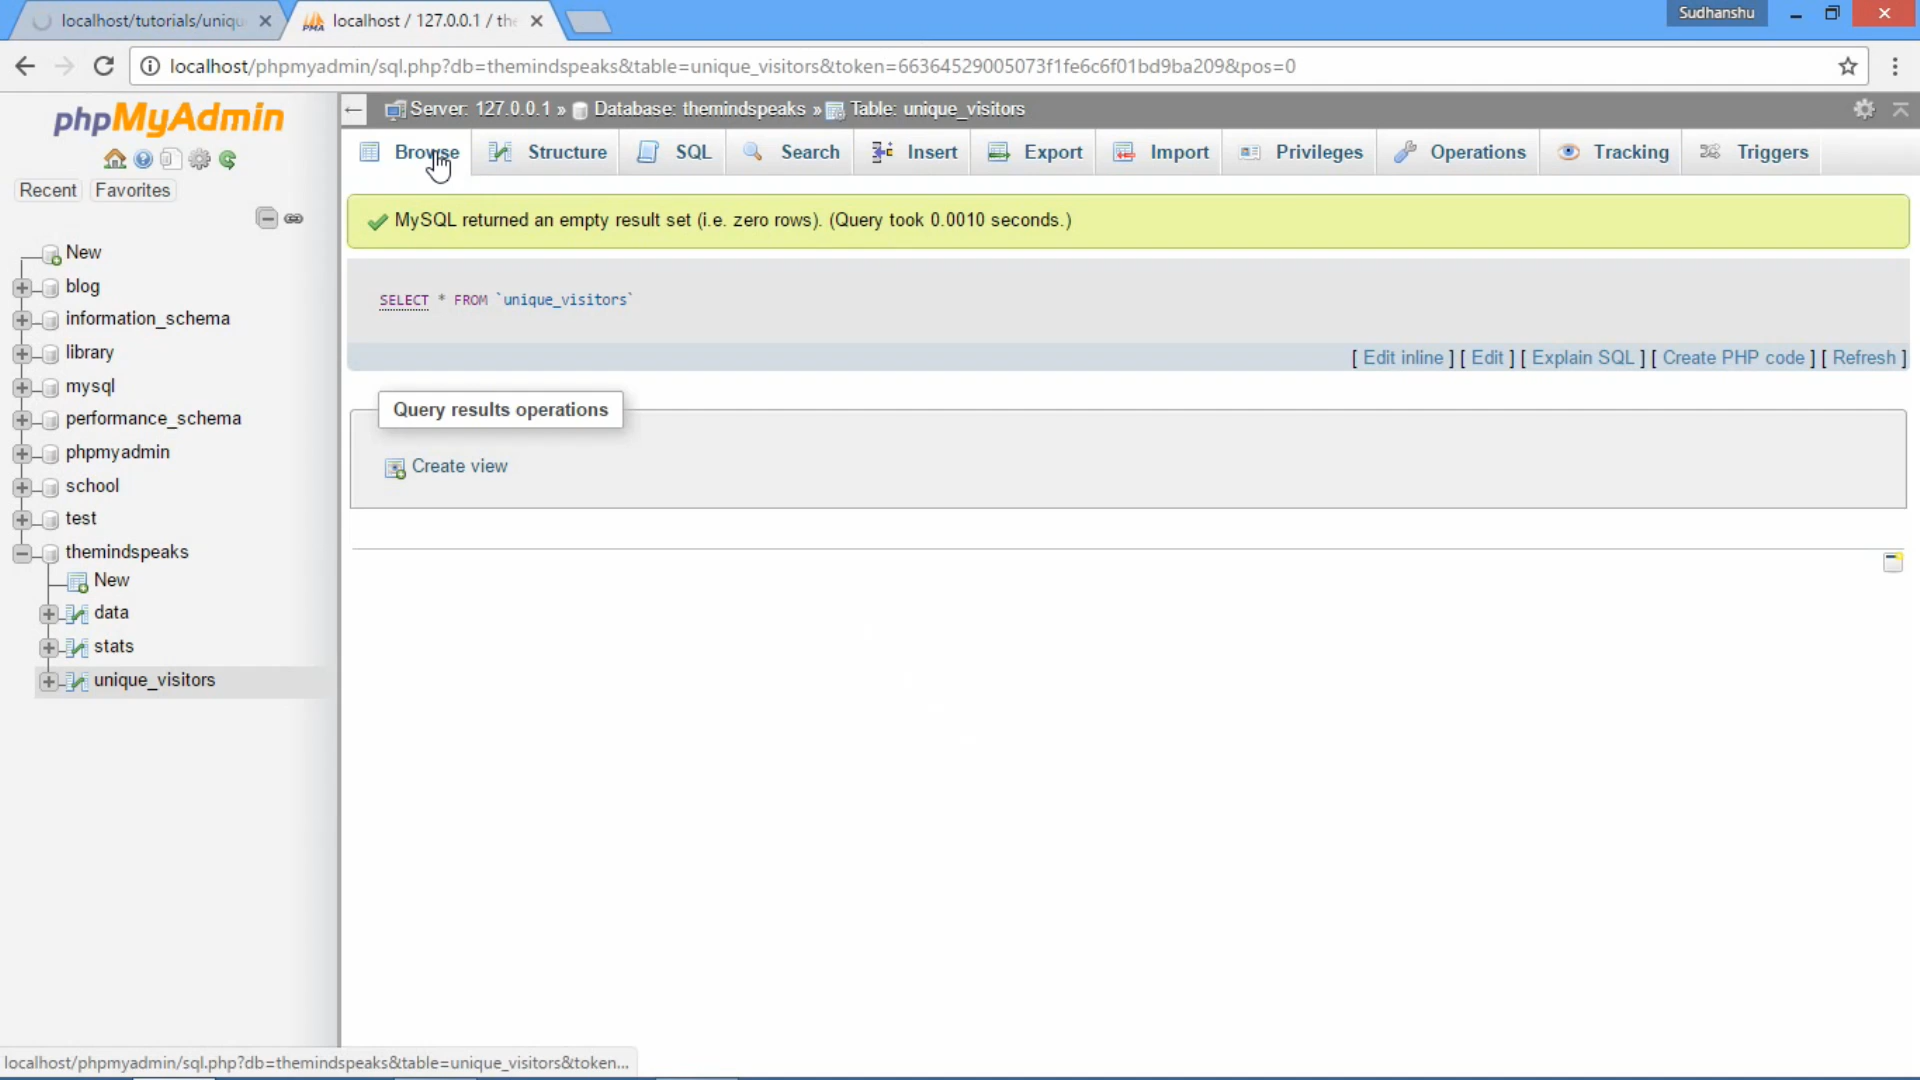 localhost/tutorials/uniqu
localhost / 127.0.0.1 / the
Sudhanshu
localhost/phpmyadmin/sql.php?db=themindspeaks&table=unique_visitors&token=66364529005073f1fe6c6f01bd9ba209&pos=0
phpMyAdmin
Recent
Favorites
New
blog
information_schema
library
mysql
performance_schema
phpmyadmin
school
test
themindspeaks
New
data
stats
unique_visitors
Server: 127.0.0.1 » Database: themindspeaks » Table: unique_visitors
Browse
Structure
SQL
Search
Insert
Export
Import
Privileges
Operations
Tracking
Triggers
MySQL returned an empty result set (i.e. zero rows). (Query took 0.0010 seconds.)
SELECT * FROM `unique_visitors`
[ Edit inline ] [ Edit ] [ Explain SQL ] [ Create PHP code ] [ Refresh ]
Query results operations
Create view
localhost/phpmyadmin/sql.php?db=themindspeaks&table=unique_visitors&token...